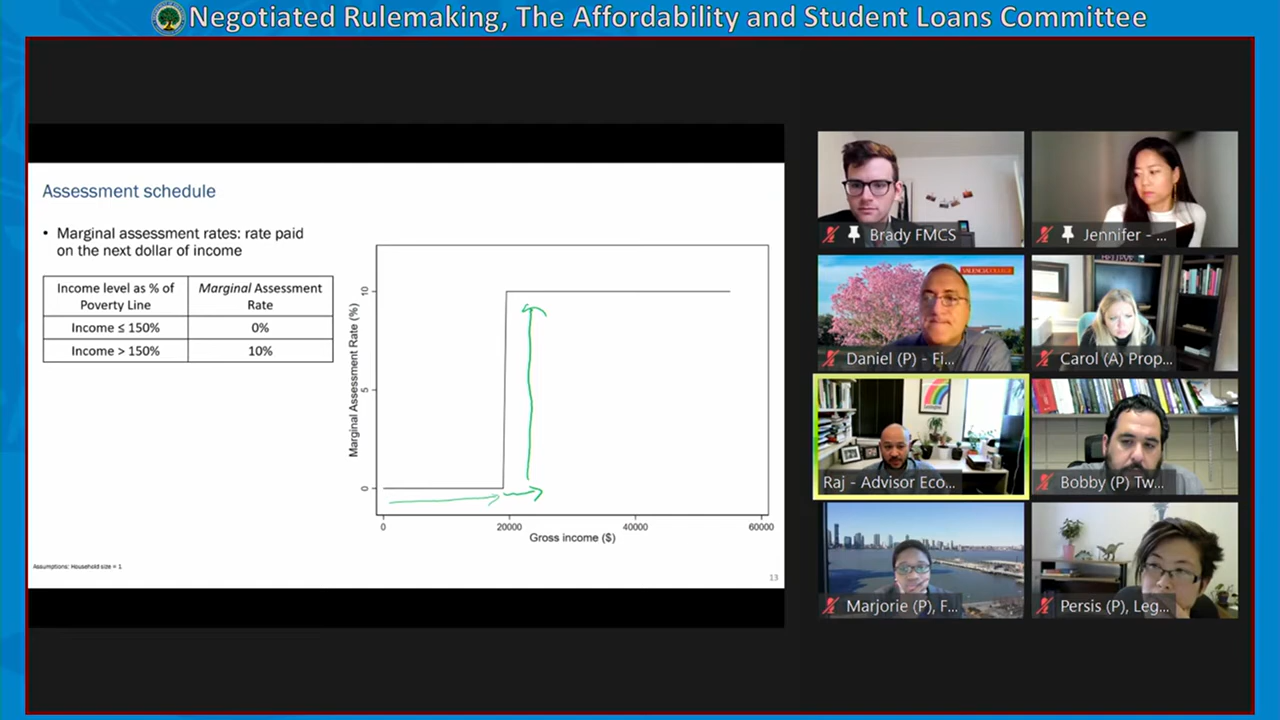 Negotiated Rulemaking, The Affordability and Student Loans Committee
Assessment schedule
• Marginal assessment rates: rate paid
on the next dollar of income
Income level as % of
Poverty Line
Marginal Assessment
Rate
Income ≤ 150%
0%
Income > 150%
10%
Marginal Assessment Rate (%)
10
5
0
0
20000
40000
60000
Gross income ($)
Assumptions: Household size = 1
13
Brady FMCS
Jennifer - ...
VALENCIA COLLEGE
Daniel (P) - Fi...
Carol (A) Prop...
Raj - Advisor Eco...
Bobby (P) Tw...
Marjorie (P), F...
Persis (P), Leg...